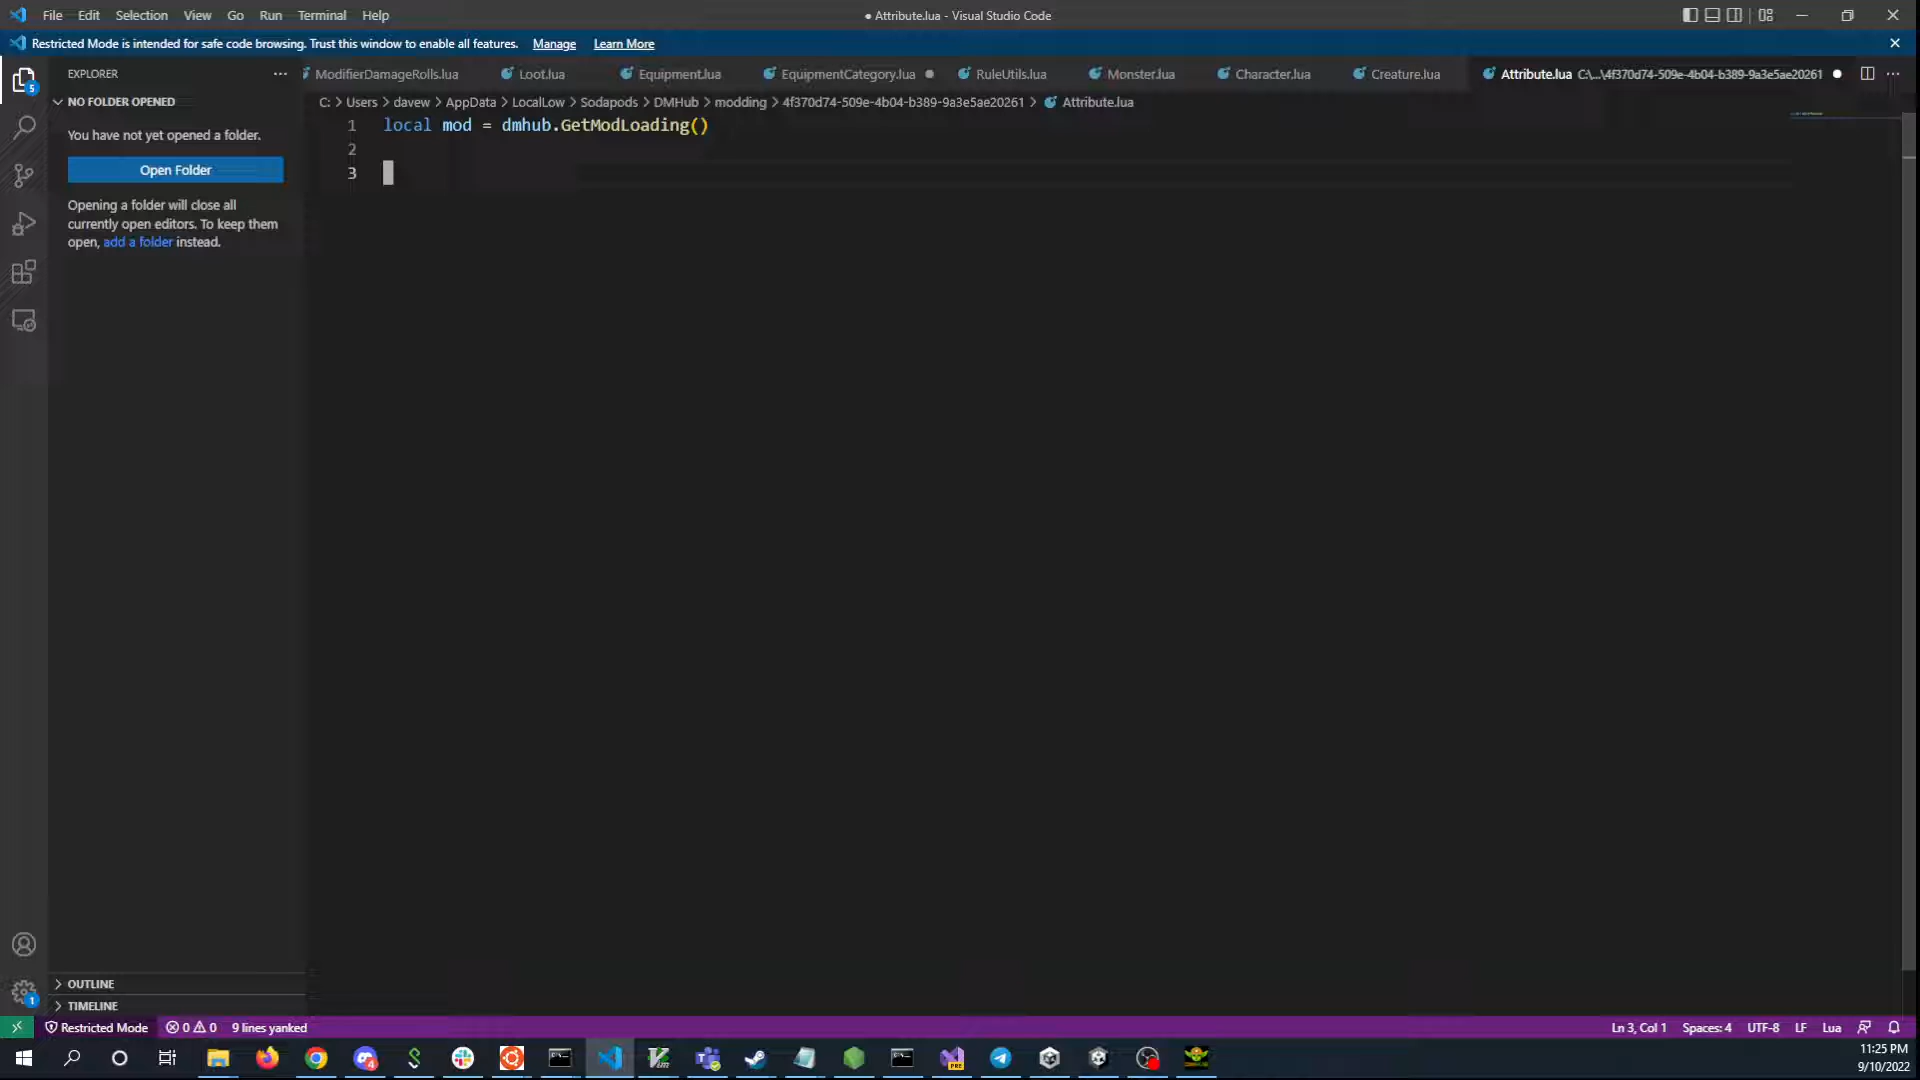 File Edit Selection View Go Run Terminal Help
● Attribute.lua - Visual Studio Code
Restricted Mode is intended for safe code browsing. Trust this window to enable all features. Manage Learn More
EXPLORER
ModifierDamageRolls.lua Loot.lua Equipment.lua EquipmentCategory.lua RuleUtils.lua Monster.lua Character.lua Creature.lua Attribute.lua C:\...\4f370d74-509e-4b04-b389-9a3e5ae20261
NO FOLDER OPENED
C: > Users > davew > AppData > LocalLow > Sodapods > DMHub > modding > 4f370d74-509e-4b04-b389-9a3e5ae20261 > Attribute.lua
You have not yet opened a folder.
Open Folder
Opening a folder will close all
currently open editors. To keep them
open, add a folder instead.
1 local mod = dmhub.GetModLoading()
2
3
5
OUTLINE
TIMELINE
1
Restricted Mode 0 0 9 lines yanked
Ln 3, Col 1 Spaces: 4 UTF-8 LF Lua
4
PRE
11:25 PM
9/10/2022